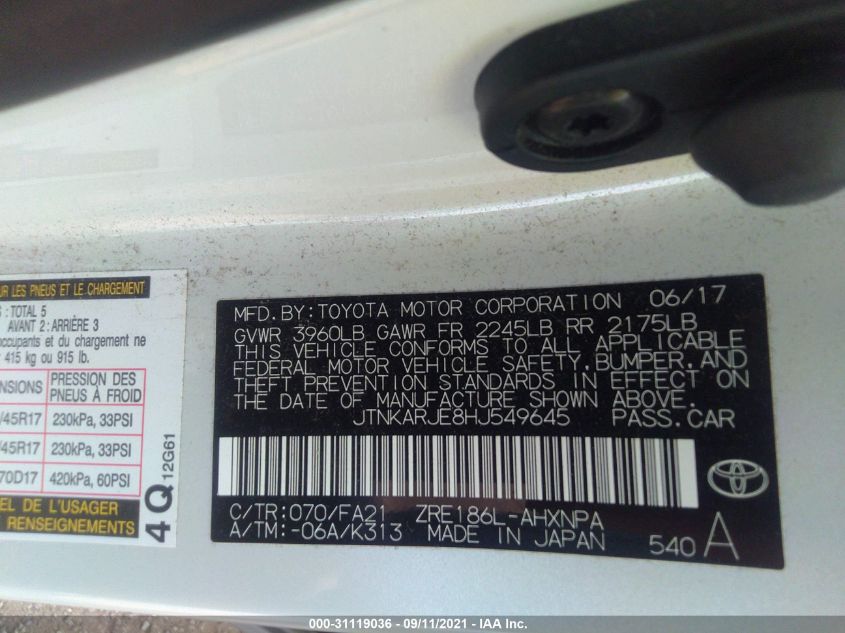 UR LES PNEUS ET LE CHARGEMENT
S : TOTAL 5
AVANT 2 : ARRIÈRE 3
occupants et du chargement ne
415 kg ou 915 lb.
ENSIONS PRESSION DES PNEUS À FROID
/45R17 230kPa, 33PSI
/45R17 230kPa, 33PSI
70D17 420kPa, 60PSI
EL DE L'USAGER
RENSEIGNEMENTS
4Q 12G61
MFD.BY:TOYOTA MOTOR CORPORATION 06/17
GVWR 3960LB GAWR FR 2245LB RR 2175LB
THIS VEHICLE CONFORMS TO ALL APPLICABLE
FEDERAL MOTOR VEHICLE SAFETY,BUMPER,AND
THEFT PREVENTION STANDARDS IN EFFECT ON
THE DATE OF MANUFACTURE SHOWN ABOVE.
JTNKARJE8HJ549645 PASS.CAR
C/TR:070/FA21 ZRE186L-AHXNPA
A/TM:-06A/K313 MADE IN JAPAN 540 A
000-31119036 - 09/11/2021 - IAA Inc.